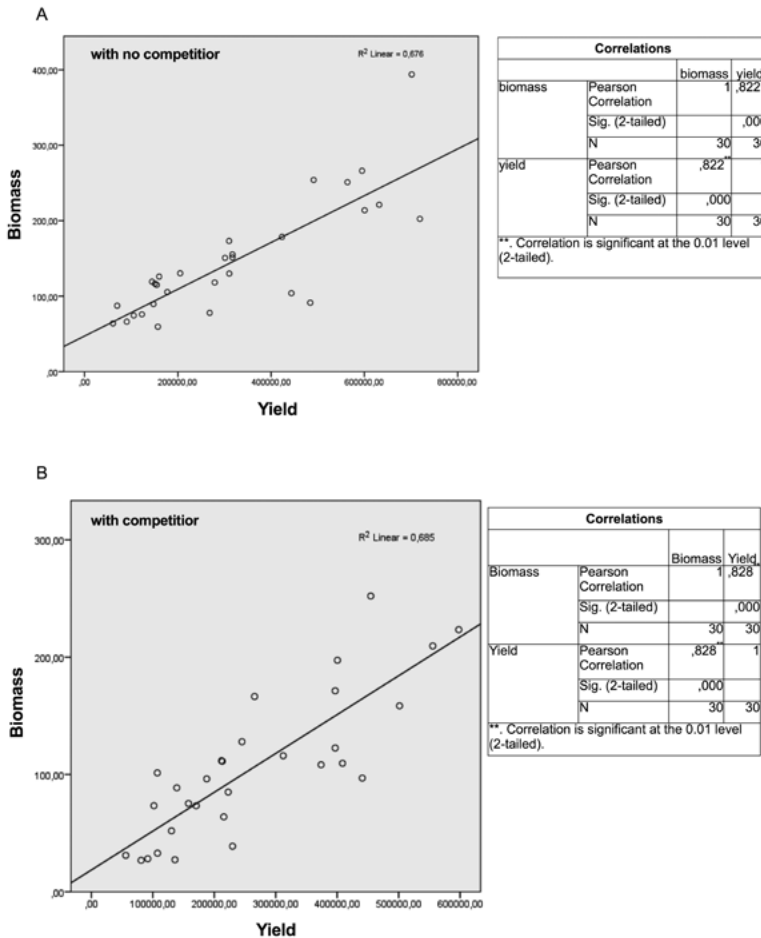 A
with no competitior
R² Linear = 0,676
400,00
300,00
200,00
100,00
,00
Biomass
,00 200000,00 400000,00 600000,00 800000,00
Yield
Correlations
biomass yield
biomass Pearson Correlation 1 ,822
Sig. (2-tailed) ,000
N 30 30
yield Pearson Correlation ,822**
Sig. (2-tailed) ,000
N 30 30
**. Correlation is significant at the 0.01 level
(2-tailed).
B
with competitior
R² Linear = 0,685
300,00
200,00
100,00
,00
Biomass
,00 100000,00 200000,00 300000,00 400000,00 500000,00 600000,00
Yield
Correlations
Biomass Yield
Biomass Pearson Correlation 1 ,828**
Sig. (2-tailed) ,000
N 30 30
Yield Pearson Correlation ,828** 1
Sig. (2-tailed) ,000
N 30 30
**. Correlation is significant at the 0.01 level
(2-tailed).